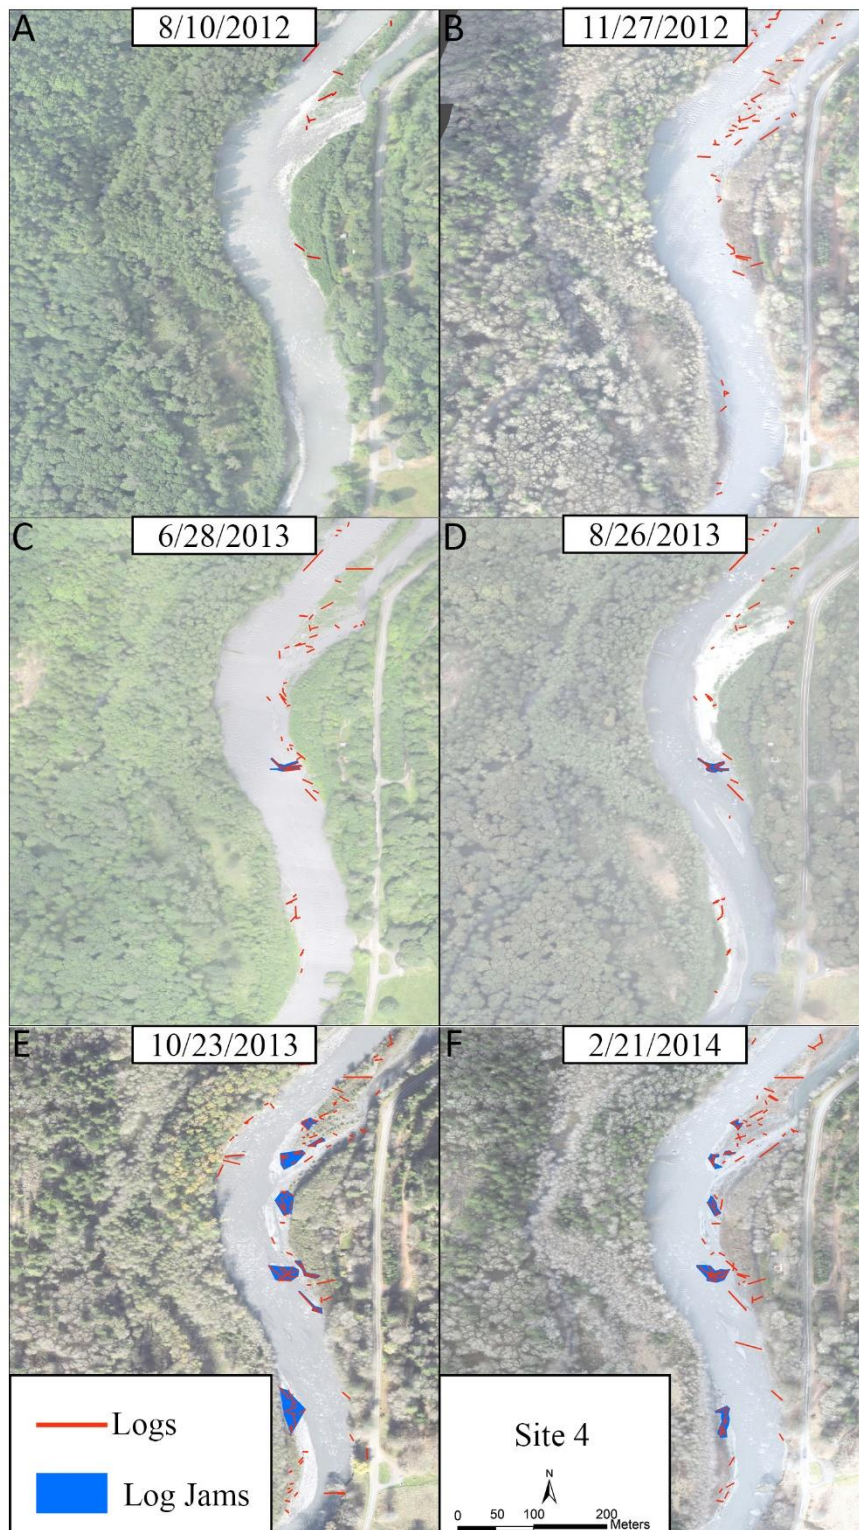 A
8/10/2012
B
11/27/2012
C
6/28/2013
D
8/26/2013
E
10/23/2013
F
2/21/2014
Logs
Log Jams
Site 4
N
0 50 100 200
Meters